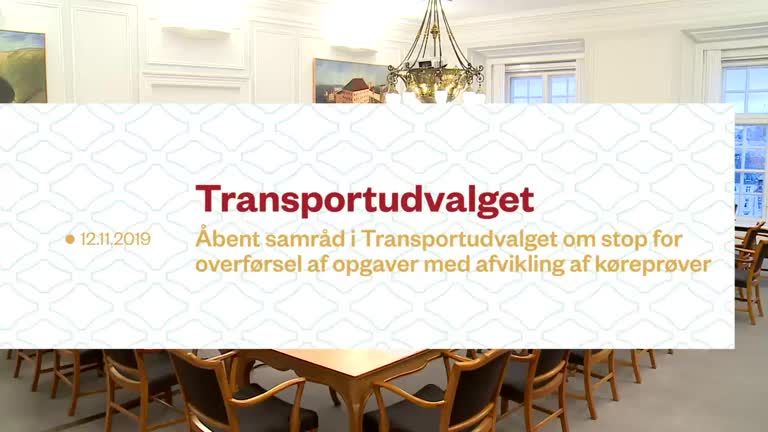 Transportudvalget
12.11.2019
Åbent samråd i Transportudvalget om stop for
overførsel af opgaver med afvikling af køreprøver